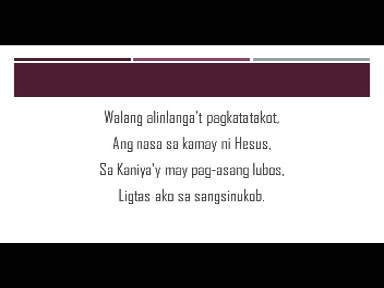 Walang alinlanga't pagkatatakot,
Ang nasa sa kamay ni Hesus,
Sa Kaniya'y may pag-asang lubos,
Ligtas ako sa sangsinukob.